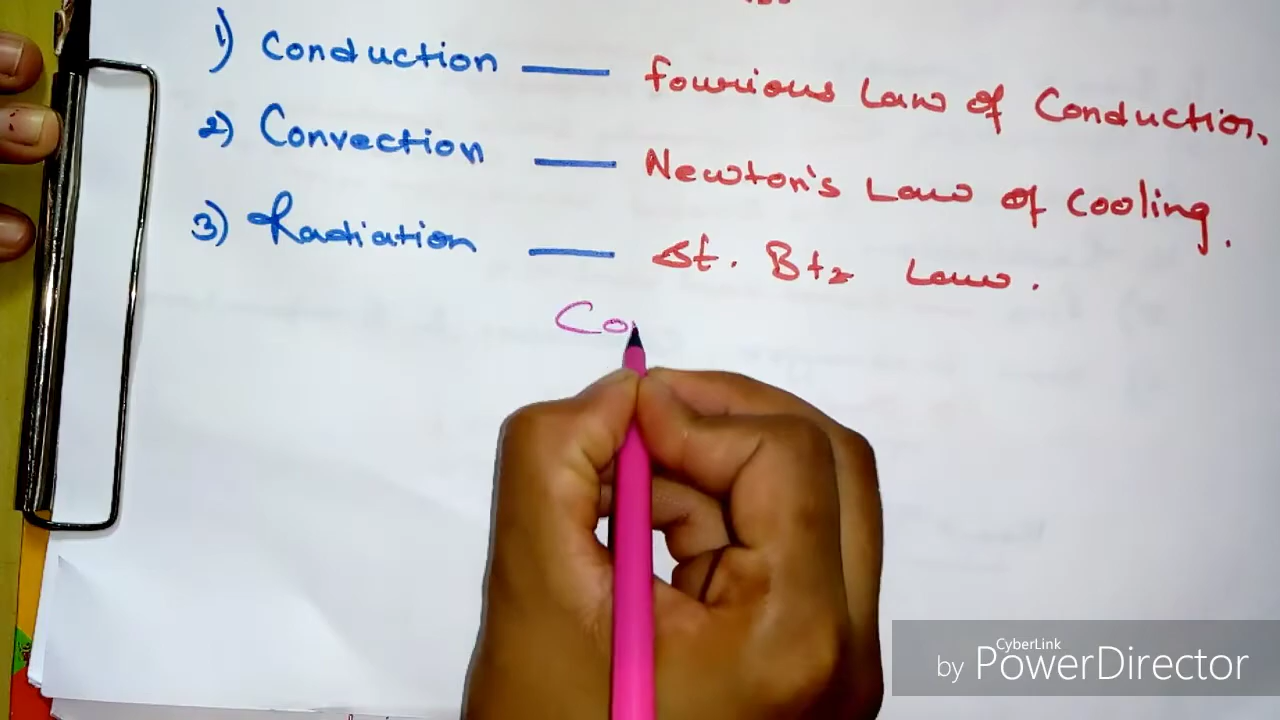 1) Conduction — Fourious Law of Conduction.
2) Convection — Newton's Law of Cooling.
3) Radiation — St. Btz Law.
Co
CyberLink
by PowerDirector